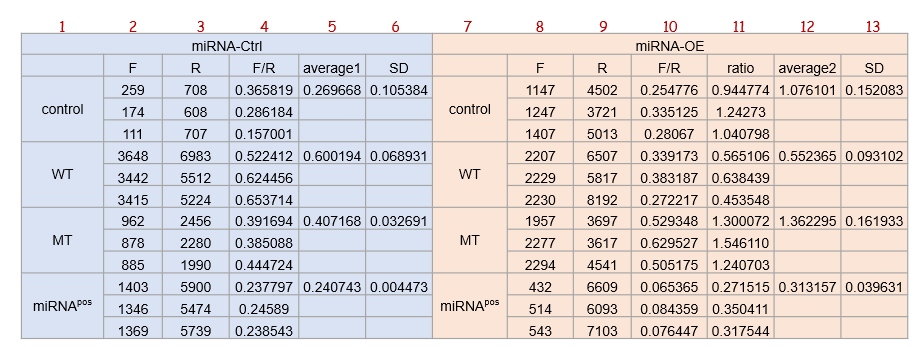 1 2 3 4 5 6 7 8 9 10 11 12 13
miRNA-Ctrl miRNA-OE
F R F/R average1 SD F R F/R ratio average2 SD
control 259 708 0.365819 0.269668 0.105384 control 1147 4502 0.254776 0.944774 1.076101 0.152083
174 608 0.286184 1247 3721 0.335125 1.24273
111 707 0.157001 1407 5013 0.28067 1.040798
WT 3648 6983 0.522412 0.600194 0.068931 WT 2207 6507 0.339173 0.565106 0.552365 0.093102
3442 5512 0.624456 2229 5817 0.383187 0.638439
3415 5224 0.653714 2230 8192 0.272217 0.453548
MT 962 2456 0.391694 0.407168 0.032691 MT 1957 3697 0.529348 1.300072 1.362295 0.161933
878 2280 0.385088 2277 3617 0.629527 1.546110
885 1990 0.444724 2294 4541 0.505175 1.240703
miRNApos 1403 5900 0.237797 0.240743 0.004473 miRNApos 432 6609 0.065365 0.271515 0.313157 0.039631
1346 5474 0.24589 514 6093 0.084359 0.350411
1369 5739 0.238543 543 7103 0.076447 0.317544